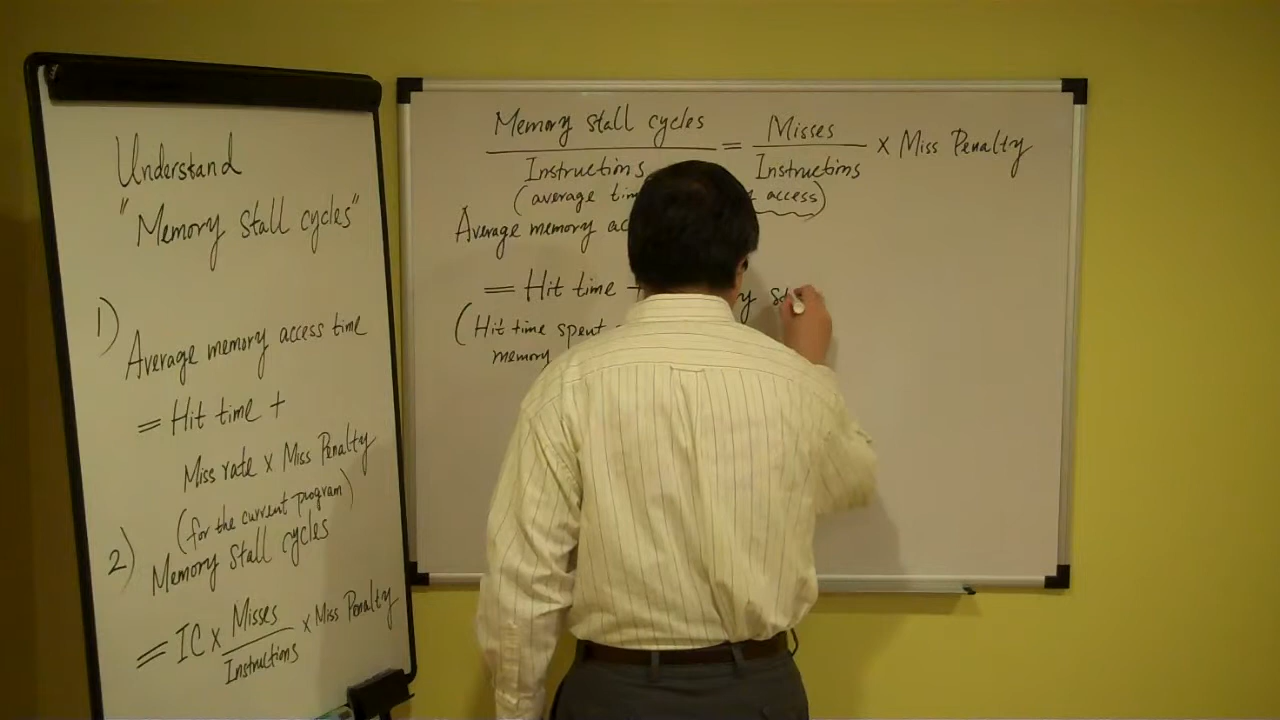 Understand
"Memory stall cycles"
1)
Average memory access time
= Hit time +
Miss rate x Miss Penalty
(for the current program)
2) Memory stall cycles
= IC x Misses
Instructions
x Miss Penalty
Memory stall cycles
Instructions
= Misses
Instructions
x Miss Penalty
(average access)
Average memory
= Hit time +
(Hit time spent
memory